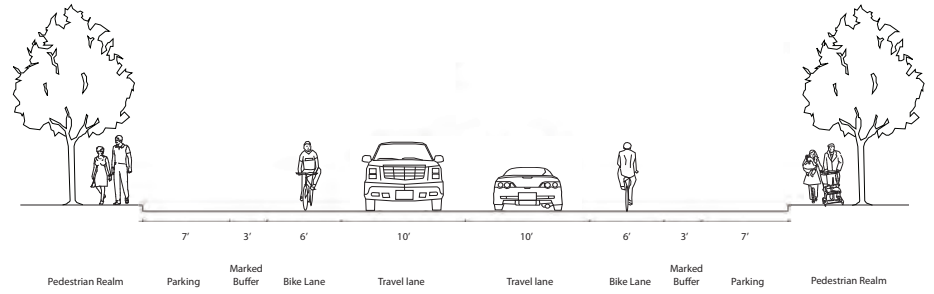 7’ 3’ 6’ 10’ 10’ 6’ 3’ 7’
Pedestrian Realm Parking Marked Buffer Bike Lane Travel lane Travel lane Bike Lane Marked Buffer Parking Pedestrian Realm